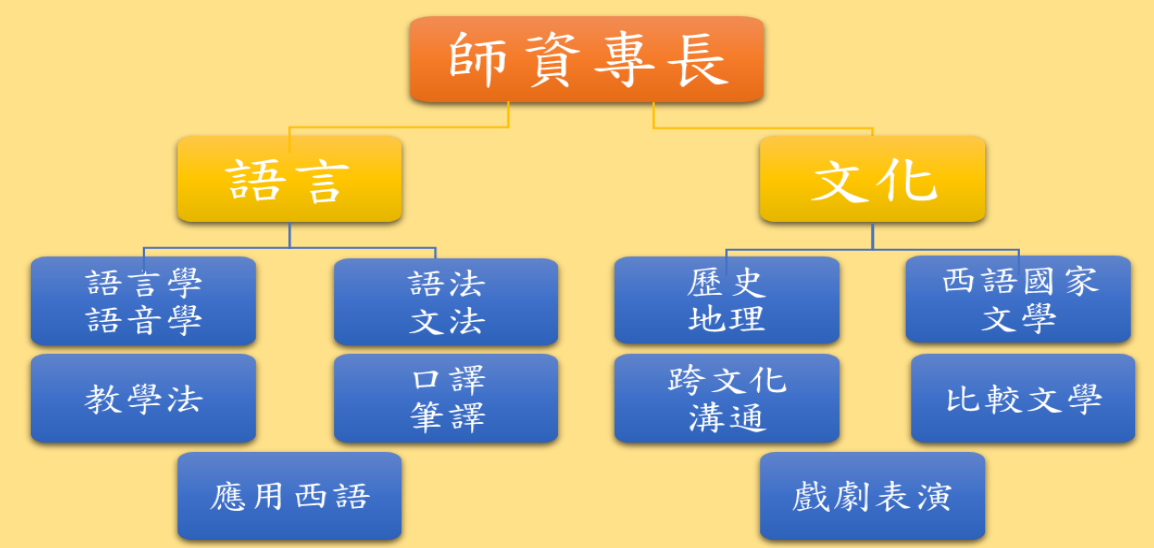 師資專長
語言
文化
語言學
語音學
語法
文法
歷史
地理
西語國家
文學
教學法
口譯
筆譯
跨文化
溝通
比較文學
應用西語
戲劇表演